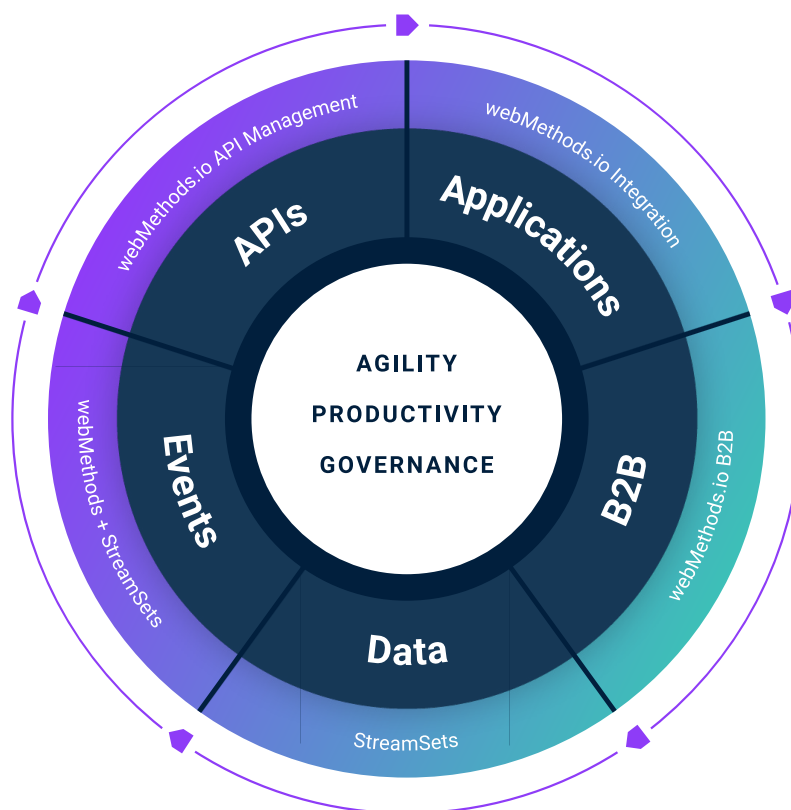 webMethods.io API Management
webMethods.io Integration
APIs
Applications
AGILITY
PRODUCTIVITY
GOVERNANCE
Events
webMethods + StreamSets
B2B
webMethods.io B2B
Data
StreamSets